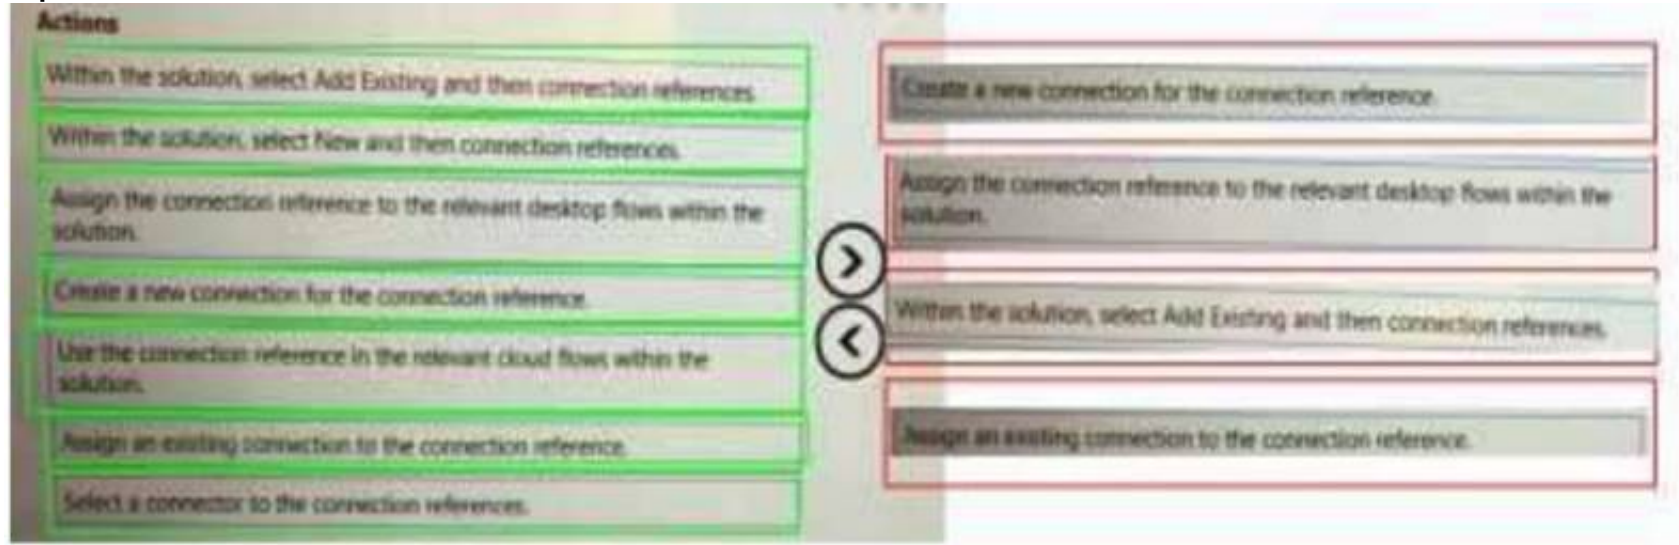 Actions
Within the solution, select Add Existing and then connection references.
Within the solution, select New and then connection references.
Assign the connection reference to the relevant desktop flows within the
solution.
Create a new connection for the connection reference.
Use the connection reference in the relevant cloud flows within the
solution.
Assign an existing connection to the connection reference.
Select a connector to the connection references.
Create a new connection for the connection reference.
Assign the connection reference to the relevant desktop flows within the
solution.
Within the solution, select Add Existing and then connection references.
Assign an existing connection to the connection reference.